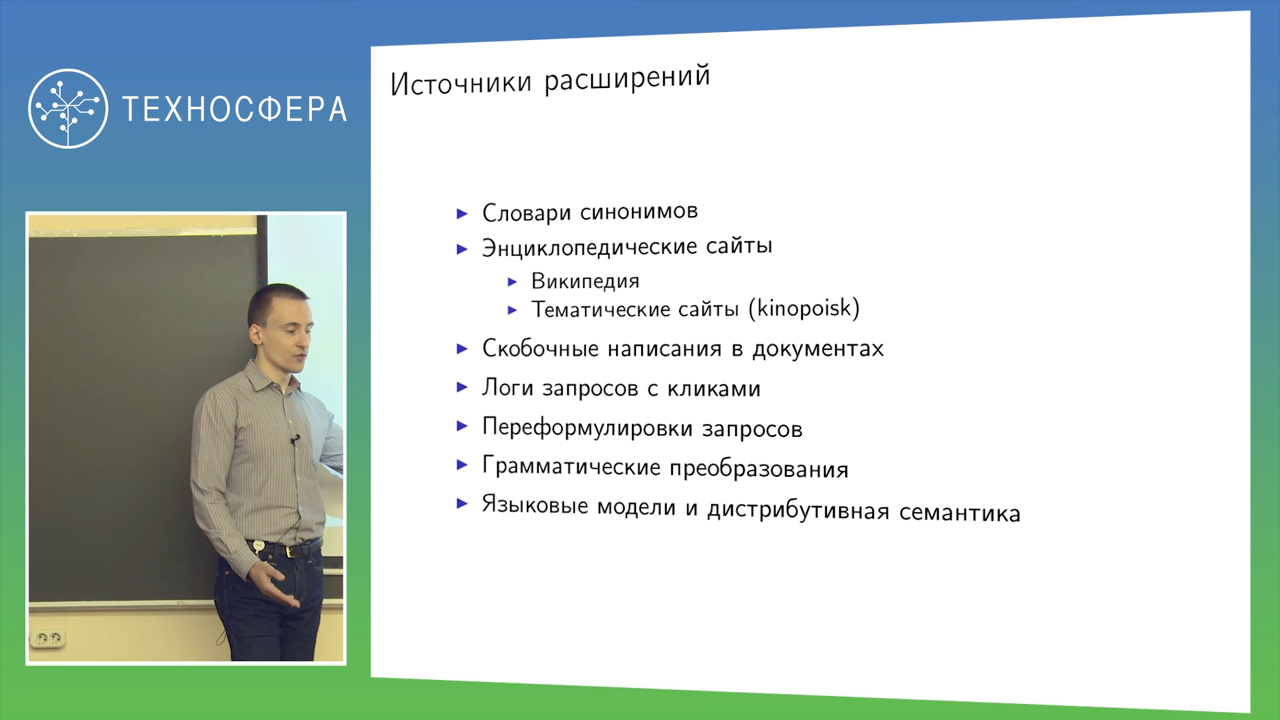 ТЕХНОСФЕРА
Источники расширений
Словари синонимов
Энциклопедические сайты
Википедия
Тематические сайты (kinopoisk)
Скобочные написания в документах
Логи запросов с кликами
Переформулировки запросов
Грамматические преобразования
Языковые модели и дистрибутивная семантика